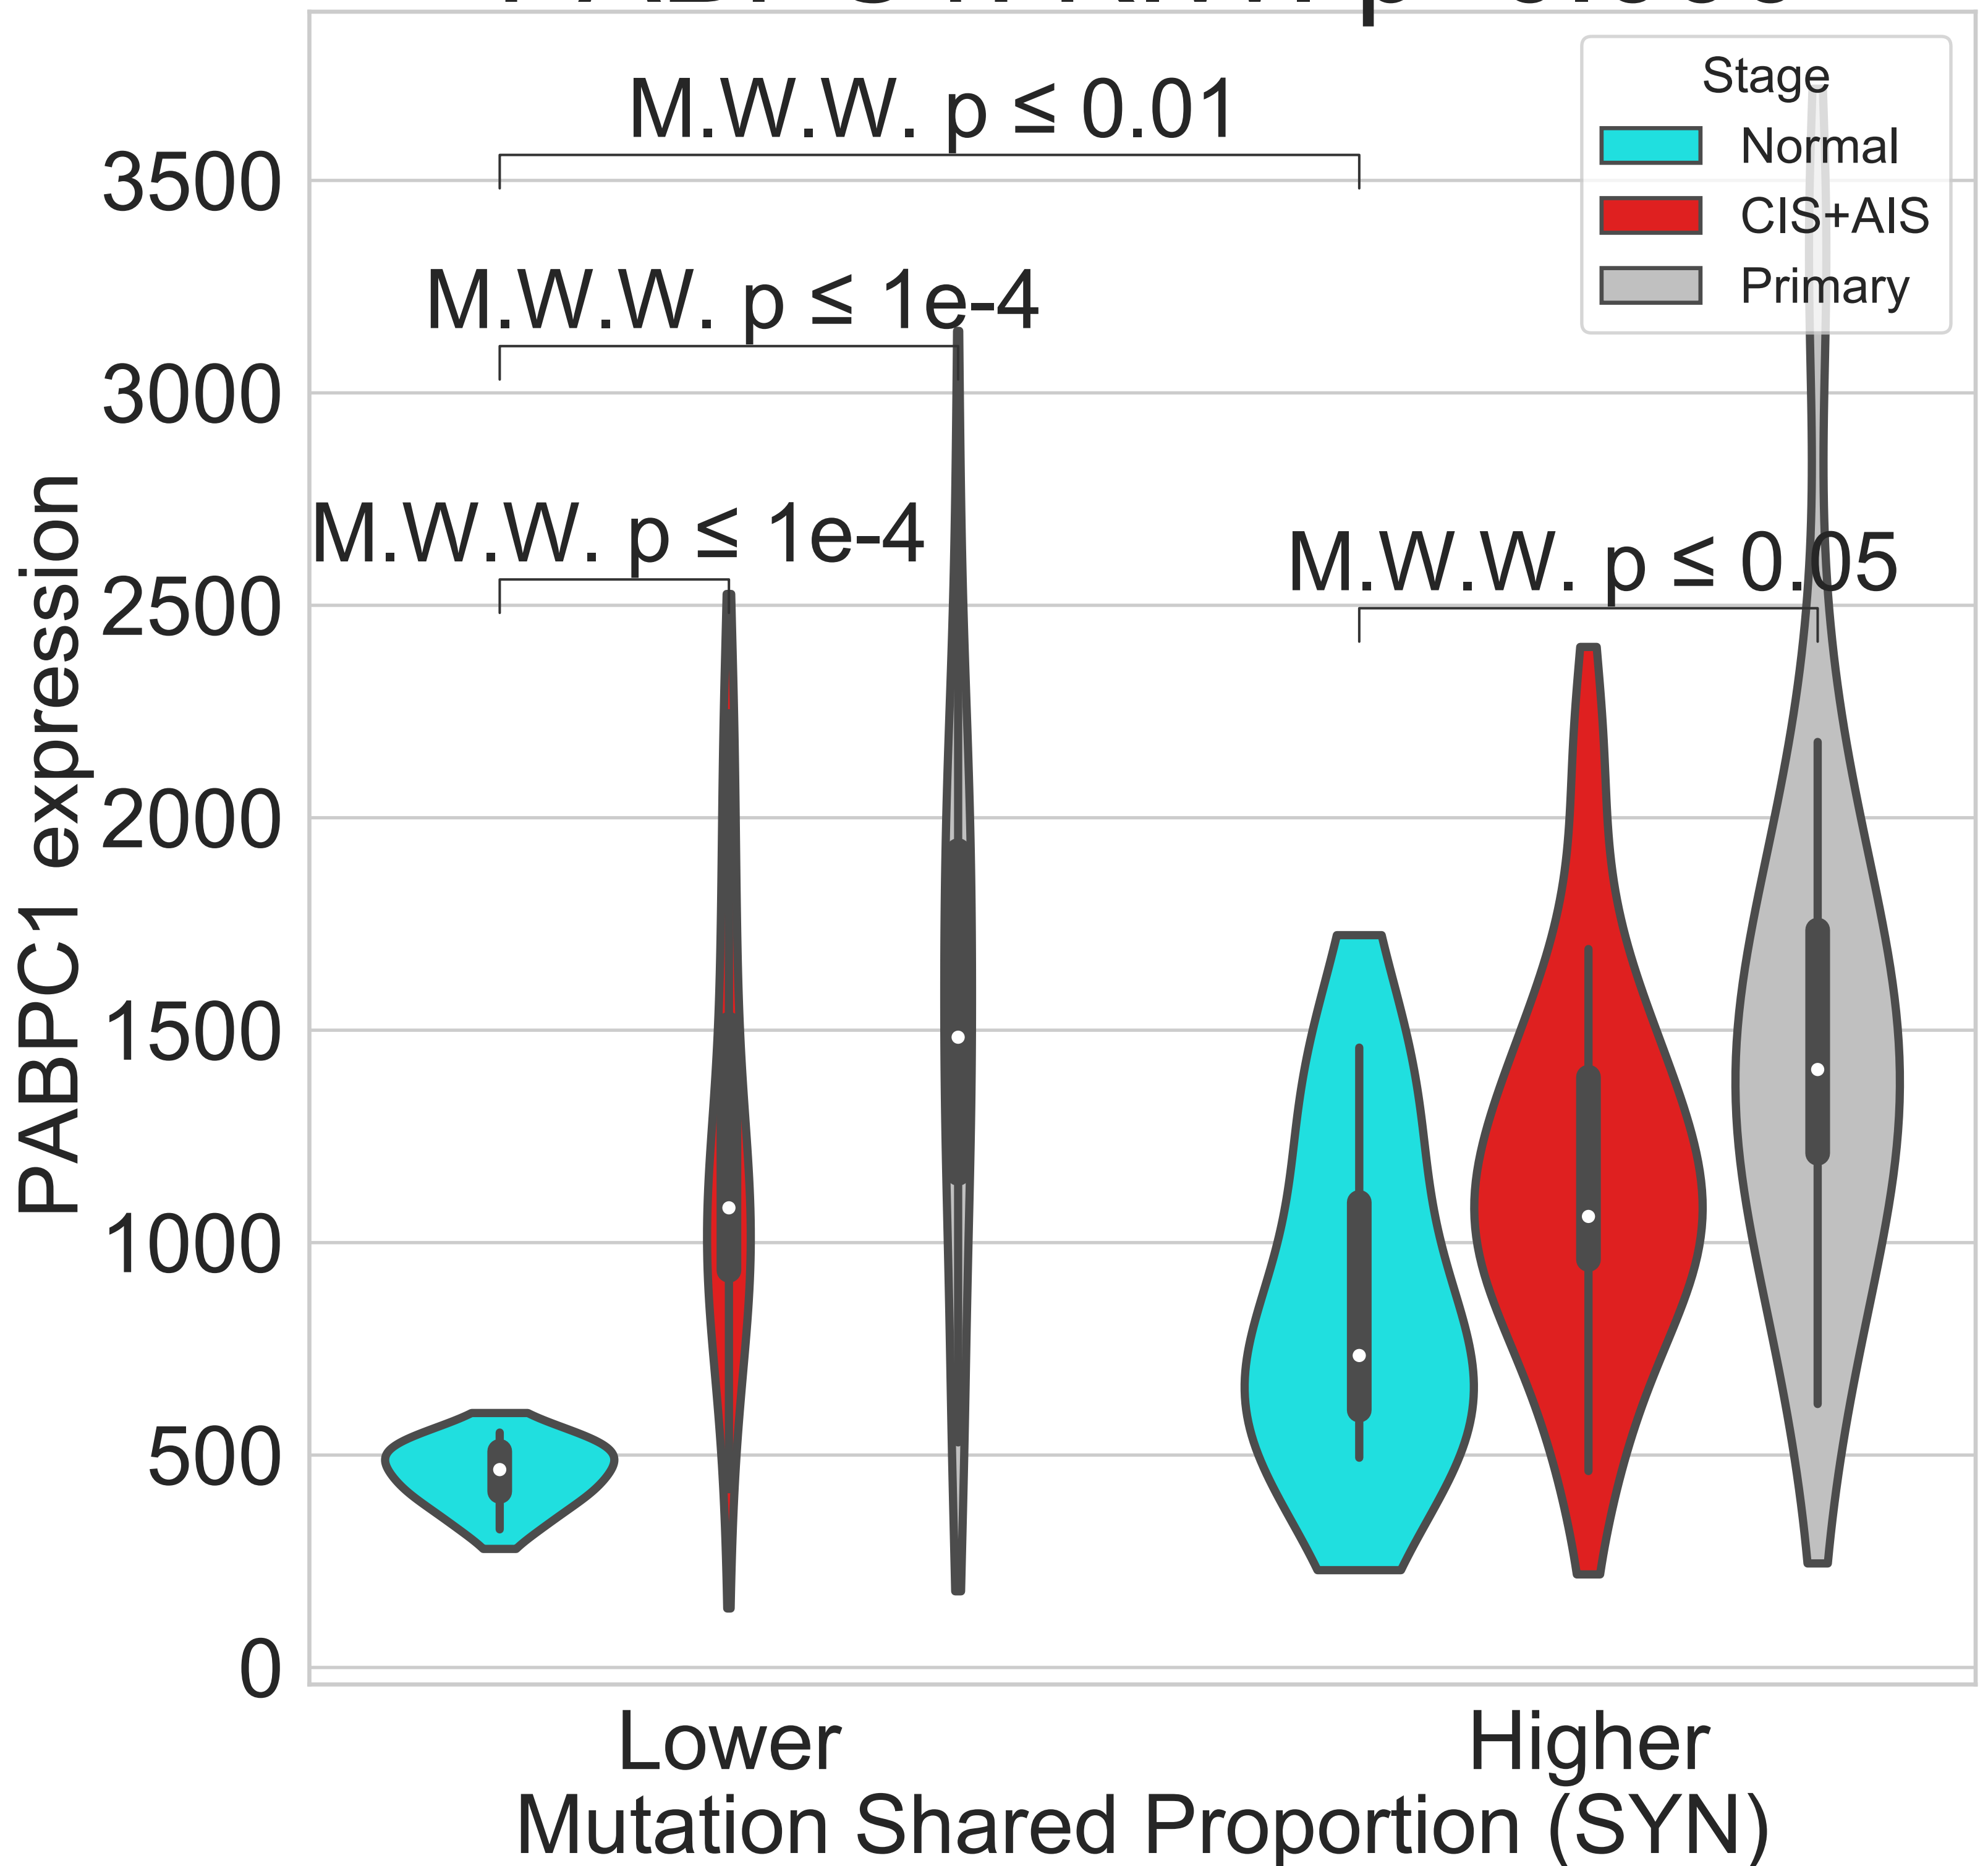 M.W.W. p ≤ 0.01
Stage
Normal
CIS+AIS
Primary
M.W.W. p ≤ 1e-4
M.W.W. p ≤ 1e-4
M.W.W. p ≤ 0.05
PABPC1 expression
3500
3000
2500
2000
1500
1000
500
0
Lower
Higher
Mutation Shared Proportion (SYN)